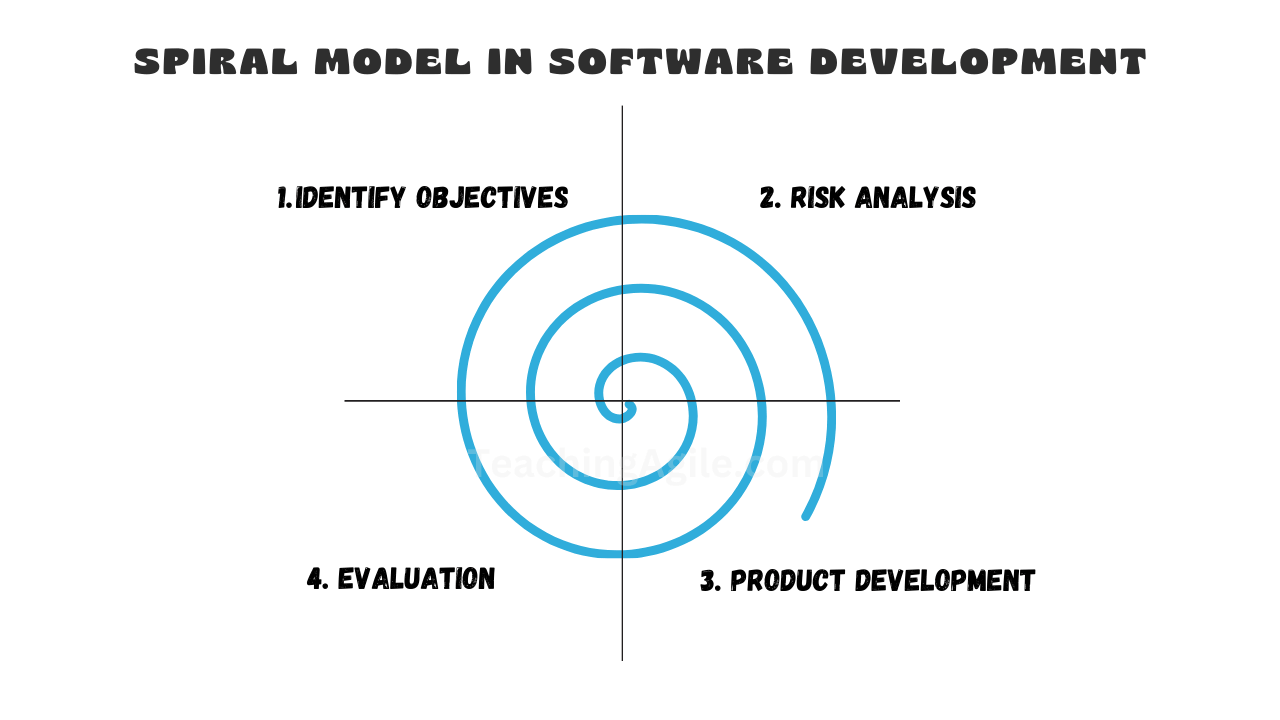 SPIRAL MODEL IN SOFTWARE DEVELOPMENT
1.IDENTIFY OBJECTIVES
2. RISK ANALYSIS
TeachingAgile.com
4. EVALUATION
3. PRODUCT DEVELOPMENT